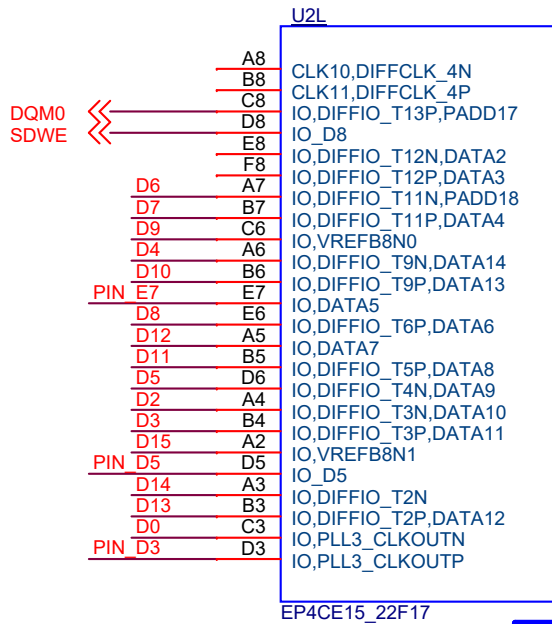 U2L
A8 CLK10,DIFFCLK_4N
B8 CLK11,DIFFCLK_4P
DQM0 C8 IO,DIFFIO_T13P,PADD17
SDWE D8 IO_D8
E8 IO,DIFFIO_T12N,DATA2
F8 IO,DIFFIO_T12P,DATA3
D6 A7 IO,DIFFIO_T11N,PADD18
D7 B7 IO,DIFFIO_T11P,DATA4
D9 C6 IO,VREFB8N0
D4 A6 IO,DIFFIO_T9N,DATA14
D10 B6 IO,DIFFIO_T9P,DATA13
PIN_E7 E7 IO,DATA5
D8 E6 IO,DIFFIO_T6P,DATA6
D12 A5 IO,DATA7
D11 B5 IO,DIFFIO_T5P,DATA8
D5 D6 IO,DIFFIO_T4N,DATA9
D2 A4 IO,DIFFIO_T3N,DATA10
D3 B4 IO,DIFFIO_T3P,DATA11
D15 A2 IO,VREFB8N1
PIN_D5 D5 IO_D5
D14 A3 IO,DIFFIO_T2N
D13 B3 IO,DIFFIO_T2P,DATA12
D0 C3 IO,PLL3_CLKOUTN
PIN_D3 D3 IO,PLL3_CLKOUTP
EP4CE15_22F17